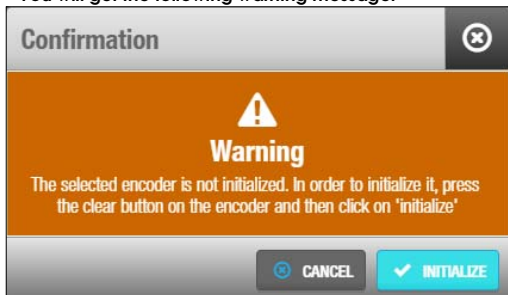 You will get the following warning message:
Confirmation
Warning
The selected encoder is not initialized. In order to initialize it, press
the clear button on the encoder and then click on 'initialize'
CANCEL
INITIALIZE